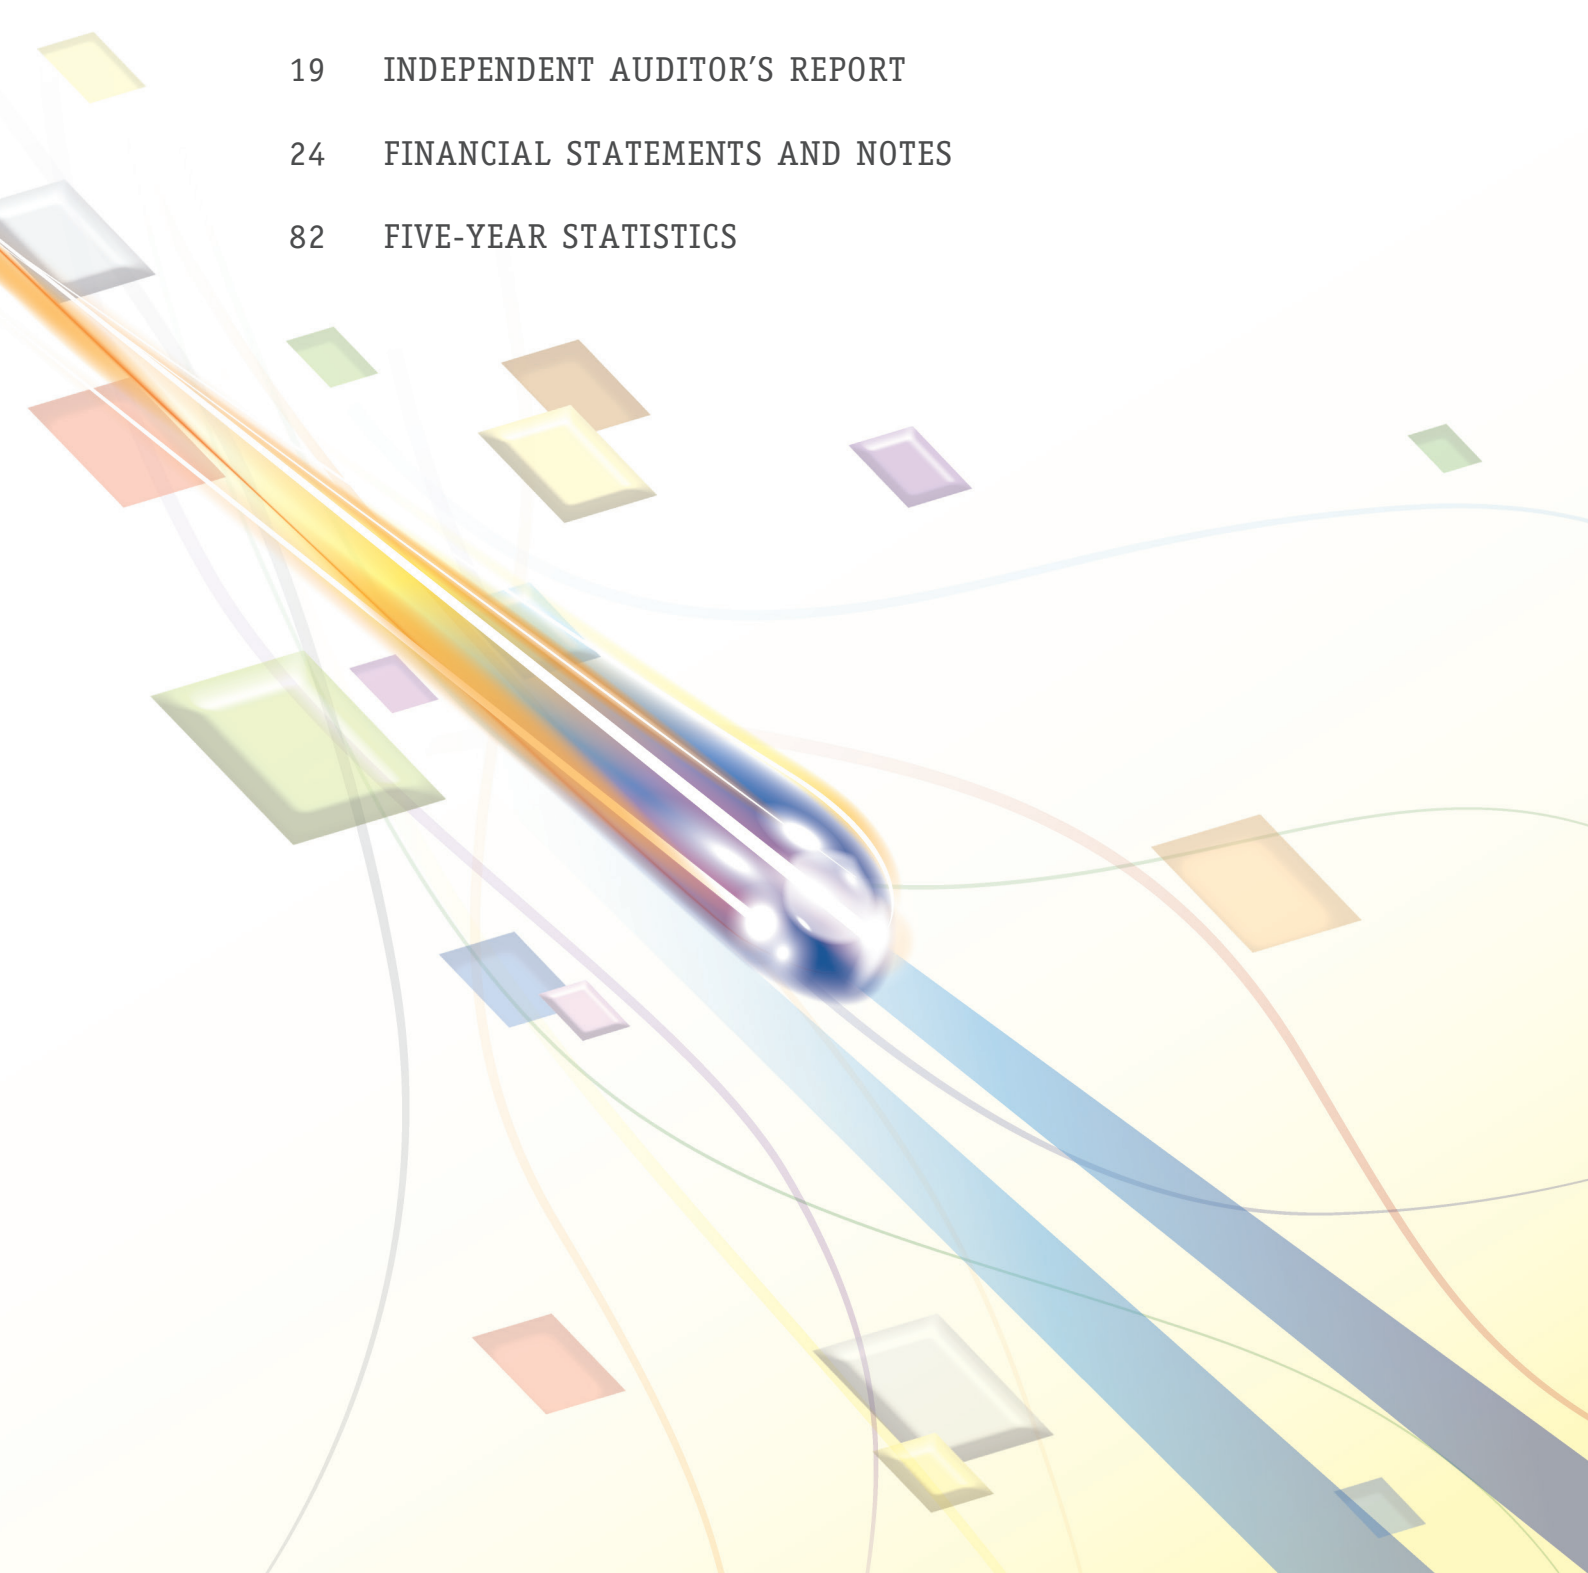 19 INDEPENDENT AUDITOR’S REPORT
24 FINANCIAL STATEMENTS AND NOTES
82 FIVE-YEAR STATISTICS